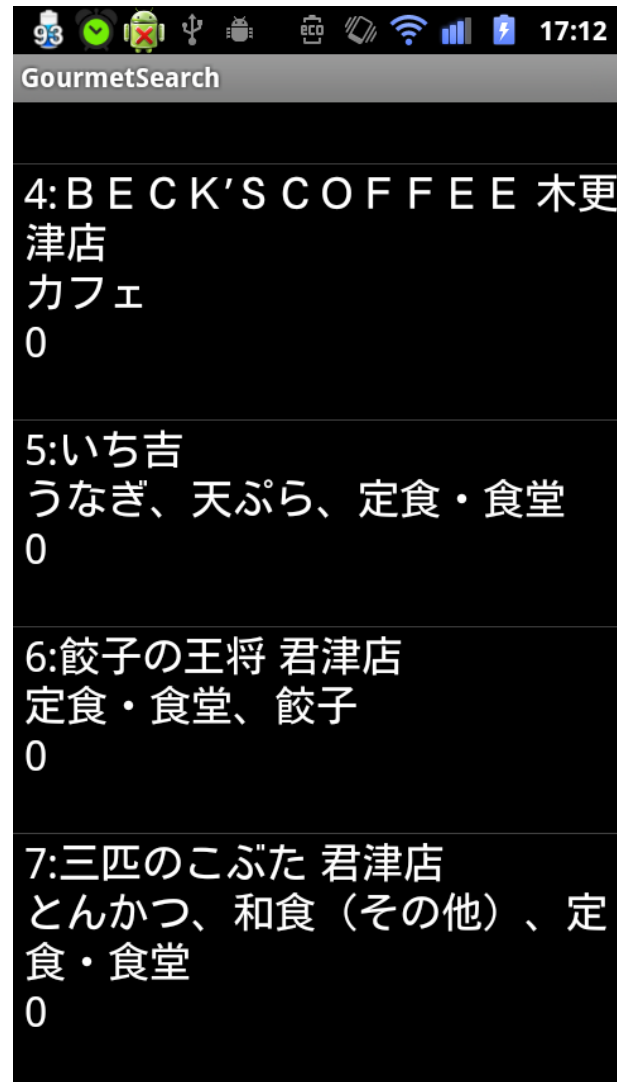 93 eco 17:12
GourmetSearch
4:ＢＥＣＫ’ＳＣＯＦＦＥＥ 木更
津店
カフェ
0
5:いち吉
うなぎ、天ぷら、定食・食堂
0
6:餃子の王将 君津店
定食・食堂、餃子
0
7:三匹のこぶた 君津店
とんかつ、和食（その他）、定
食・食堂
0